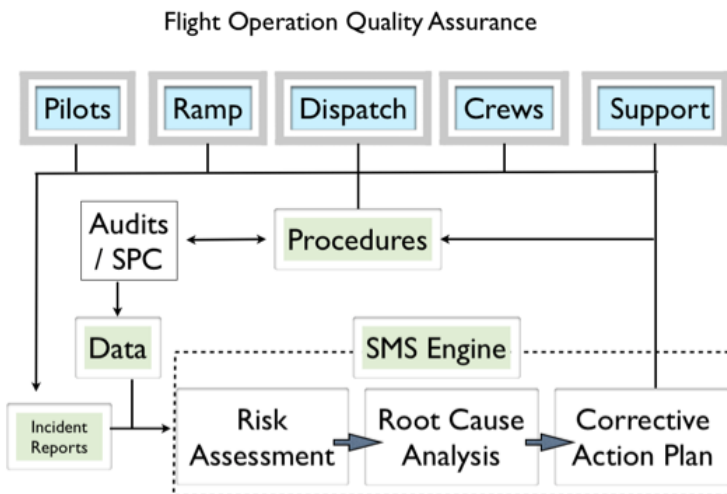 Flight Operation Quality Assurance
Pilots
Ramp
Dispatch
Crews
Support
Audits
/ SPC
Procedures
Data
SMS Engine
Incident
Reports
Risk
Assessment
Root Cause
Analysis
Corrective
Action Plan